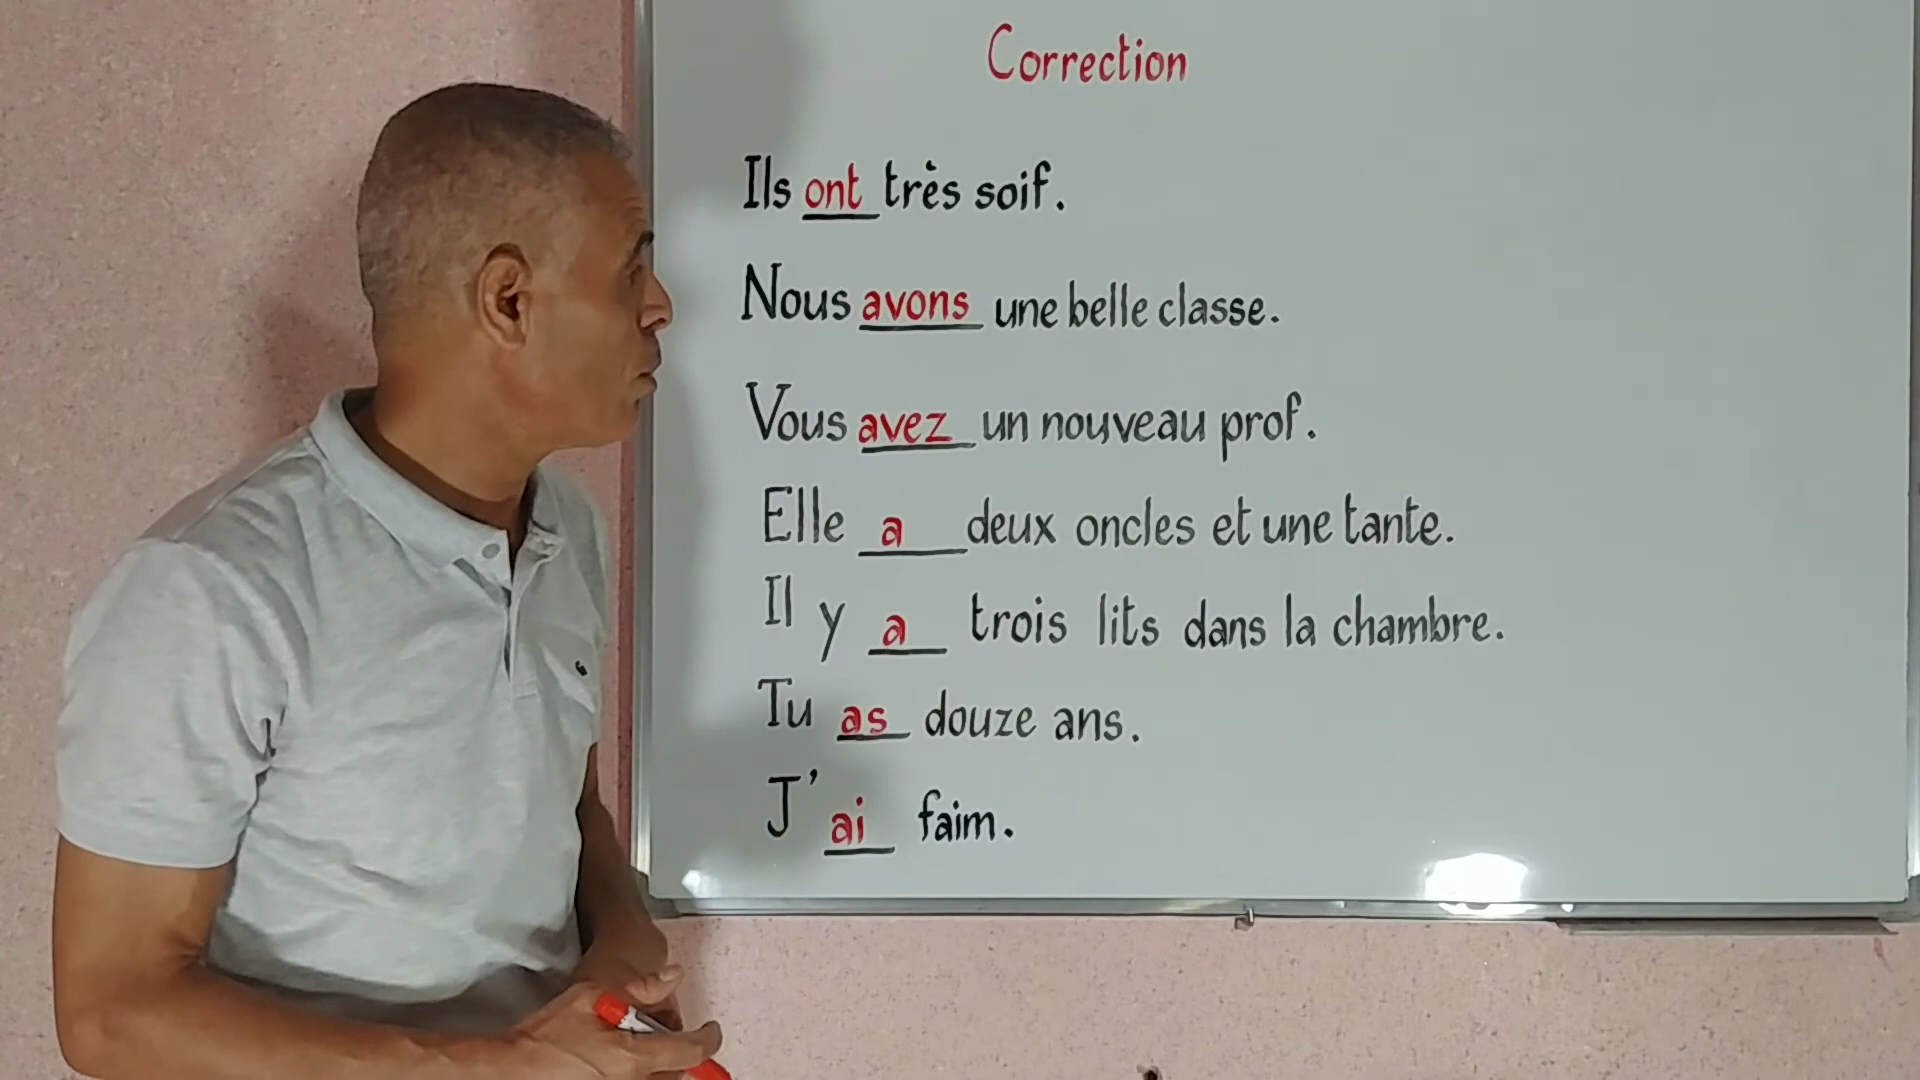 Correction
Ils ont très soif.
Nous avons une belle classe.
Vous avez un nouveau prof.
Elle a deux oncles et une tante.
Il y a trois lits dans la chambre.
Tu as douze ans.
J'ai faim.